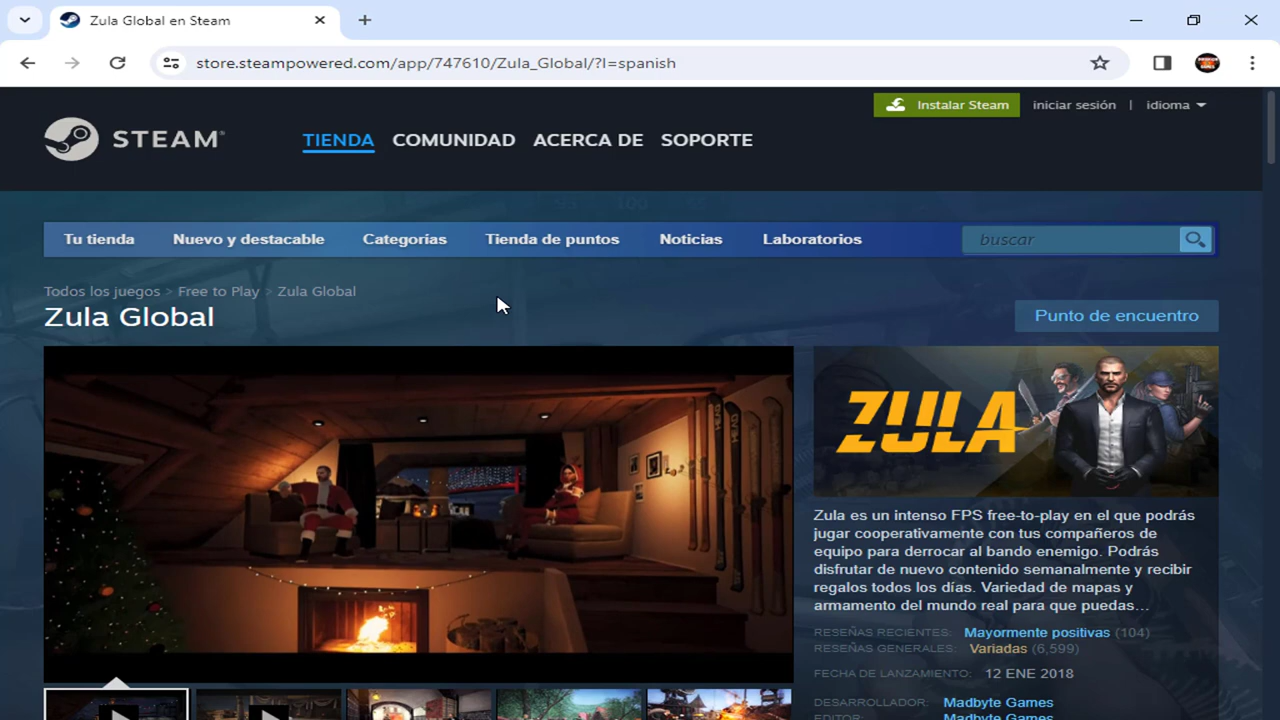 Zula Global en Steam
store.steampowered.com/app/747610/Zula_Global/?l=spanish
Instalar Steam iniciar sesión | idioma
STEAM® TIENDA COMUNIDAD ACERCA DE SOPORTE
Tu tienda Nuevo y destacable Categorías Tienda de puntos Noticias Laboratorios buscar
Todos los juegos > Free to Play > Zula Global
Zula Global
Punto de encuentro
ZULA
Zula es un intenso FPS free-to-play en el que podrás
jugar cooperativamente con tus compañeros de
equipo para derrocar al bando enemigo. Podrás
disfrutar de nuevo contenido semanalmente y recibir
regalos todos los días. Variedad de mapas y
armamento del mundo real para que puedas...
RESEÑAS RECIENTES: Mayormente positivas (104)
RESEÑAS GENERALES: Variadas (6,599)
FECHA DE LANZAMIENTO: 12 ENE 2018
DESARROLLADOR: Madbyte Games
EDITOR: Madbyte Games